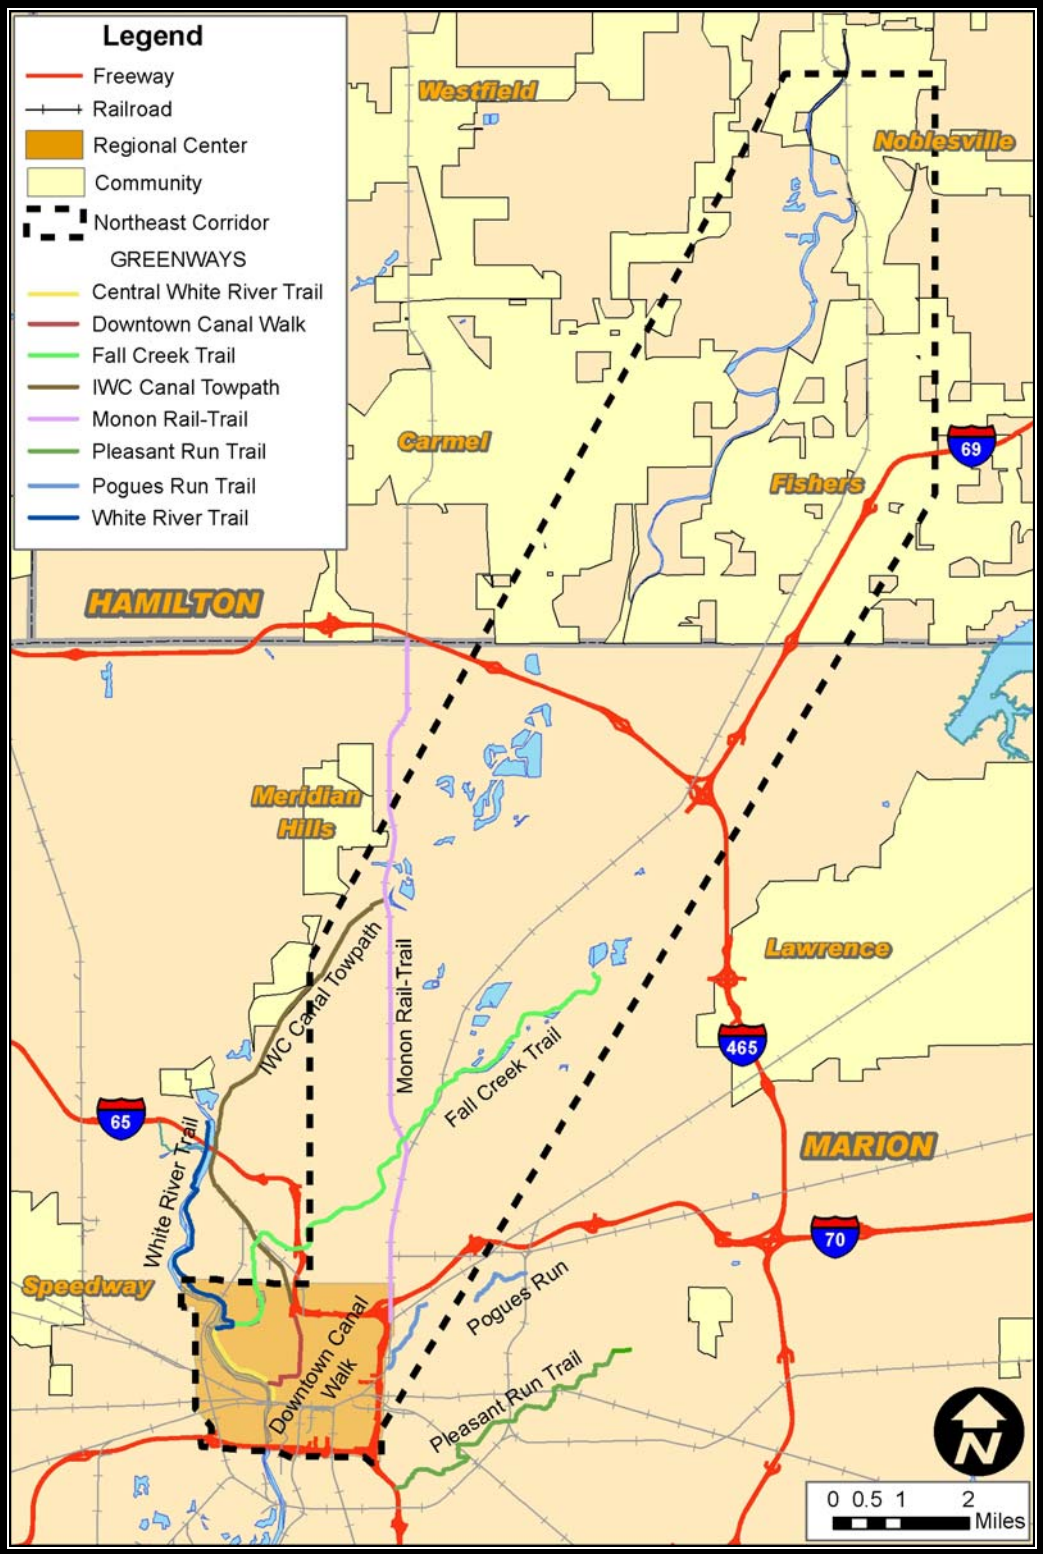 Legend
Freeway
Railroad
Regional Center
Community
Northeast Corridor
GREENWAYS
Central White River Trail
Downtown Canal Walk
Fall Creek Trail
IWC Canal Towpath
Monon Rail-Trail
Pleasant Run Trail
Pogues Run Trail
White River Trail
Westfield
Noblesville
Carmel
69
Fishers
HAMILTON
Meridian
Hills
IWC Canal Towpath
Monon Rail-Trail
Lawrence
465
Fall Creek Trail
65
White River Trail
MARION
70
Speedway
Pogues Run
Downtown Canal
Walk
Pleasant Run Trail
N
0 0.5 1 2
Miles